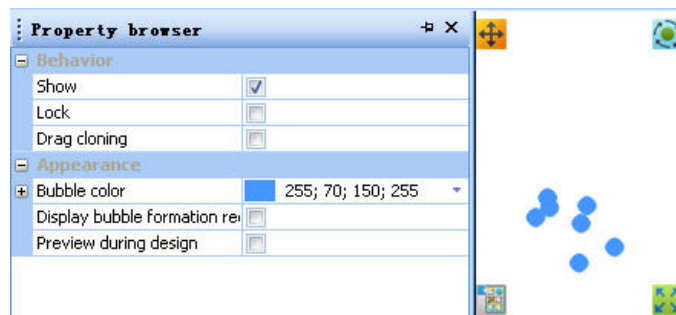 Property browser
Behavior
Show
Lock
Drag cloning
Appearance
Bubble color 255; 70; 150; 255
Display bubble formation
Preview during design